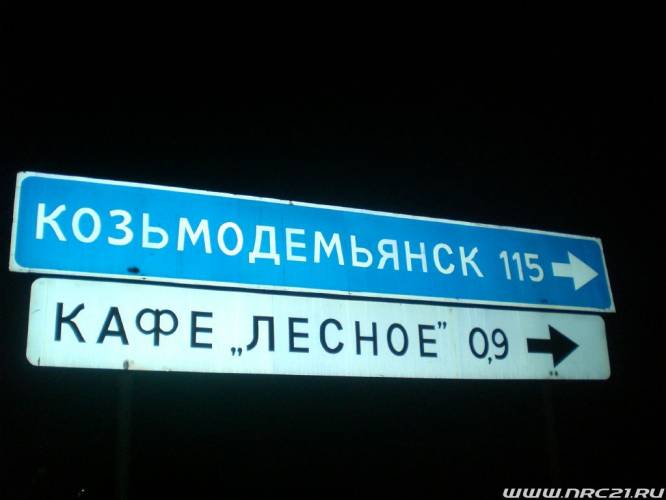 КОЗЬМОДЕМЬЯНСК 115
КАФЕ „ЛЕСНОЕ” 0,9
WWW.NRC21.RU